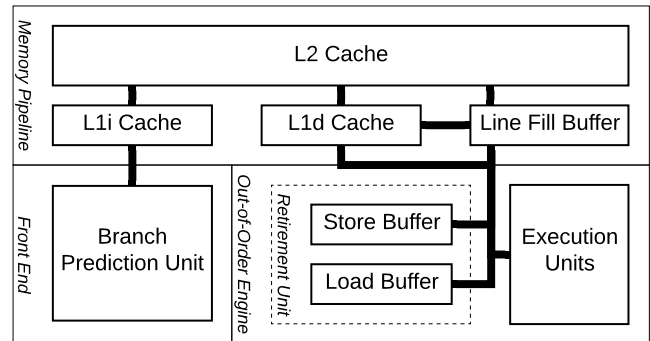 Memory Pipeline
L2 Cache
L1i Cache
L1d Cache
Line Fill Buffer
Front End
Branch
Prediction Unit
Out-of-Order Engine
Retirement Unit
Store Buffer
Load Buffer
Execution
Units